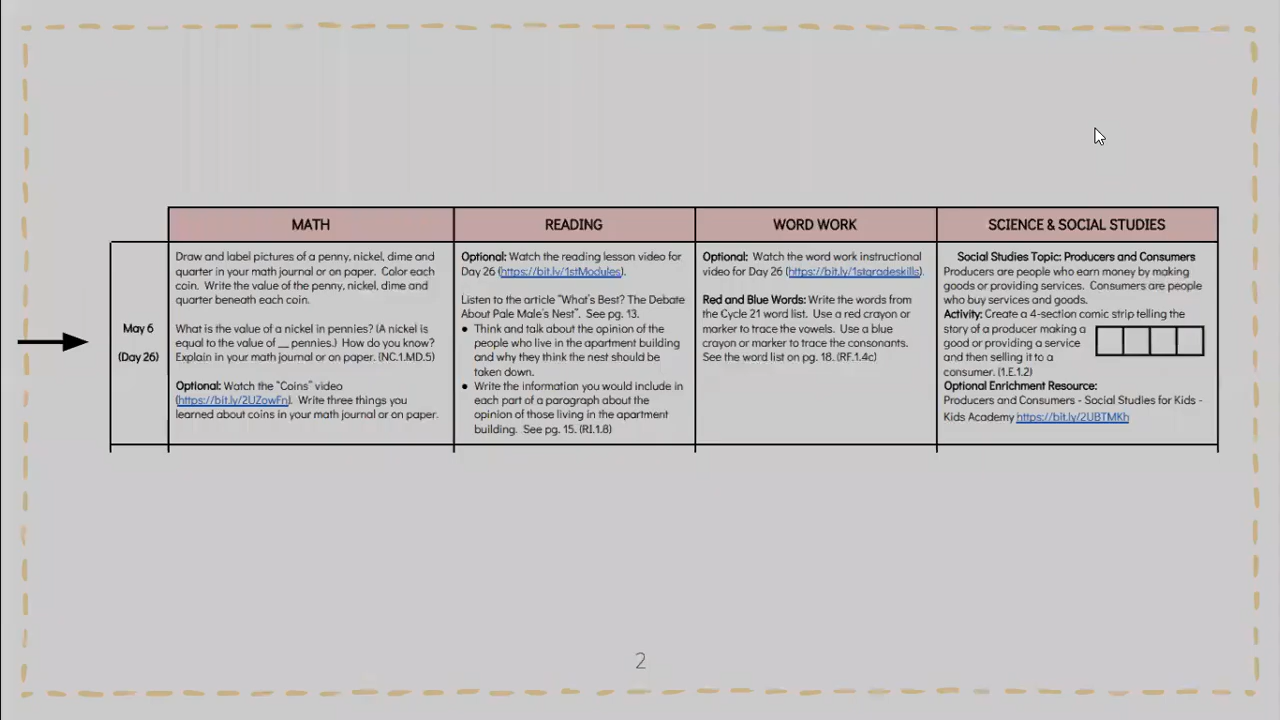 MATH
READING
WORD WORK
SCIENCE & SOCIAL STUDIES
May 6
(Day 26)
Draw and label pictures of a penny, nickel, dime and
quarter in your math journal or on paper. Color each
coin. Write the value of the penny, nickel, dime and
quarter beneath each coin.
What is the value of a nickel in pennies? (A nickel is
equal to the value of __ pennies.) How do you know?
Explain in your math journal or on paper. (NC.1.MD.5)
Optional: Watch the "Coins" video
(https://bit.ly/2UZowFn). Write three things you
learned about coins in your math journal or on paper.
Optional: Watch the reading lesson video for
Day 26 (https://bit.ly/1stModules).
Listen to the article "What's Best? The Debate
About Pale Male's Nest". See pg. 13.
● Think and talk about the opinion of the
people who live in the apartment building
and why they think the nest should be
taken down.
● Write the information you would include in
each part of a paragraph about the
opinion of those living in the apartment
building. See pg. 15. (RI.1.8)
Optional: Watch the word work instructional
video for Day 26 (https://bit.ly/1stgradeskills).
Red and Blue Words: Write the words from
the Cycle 21 word list. Use a red crayon or
marker to trace the vowels. Use a blue
crayon or marker to trace the consonants.
See the word list on pg. 18. (RF.1.4c)
Social Studies Topic: Producers and Consumers
Producers are people who earn money by making
goods or providing services. Consumers are people
who buy services and goods.
Activity: Create a 4-section comic strip telling the
story of a producer making a
good or providing a service
and then selling it to a
consumer. (1.E.1.2)
Optional Enrichment Resource:
Producers and Consumers - Social Studies for Kids -
Kids Academy https://bit.ly/2UBTMKh
2